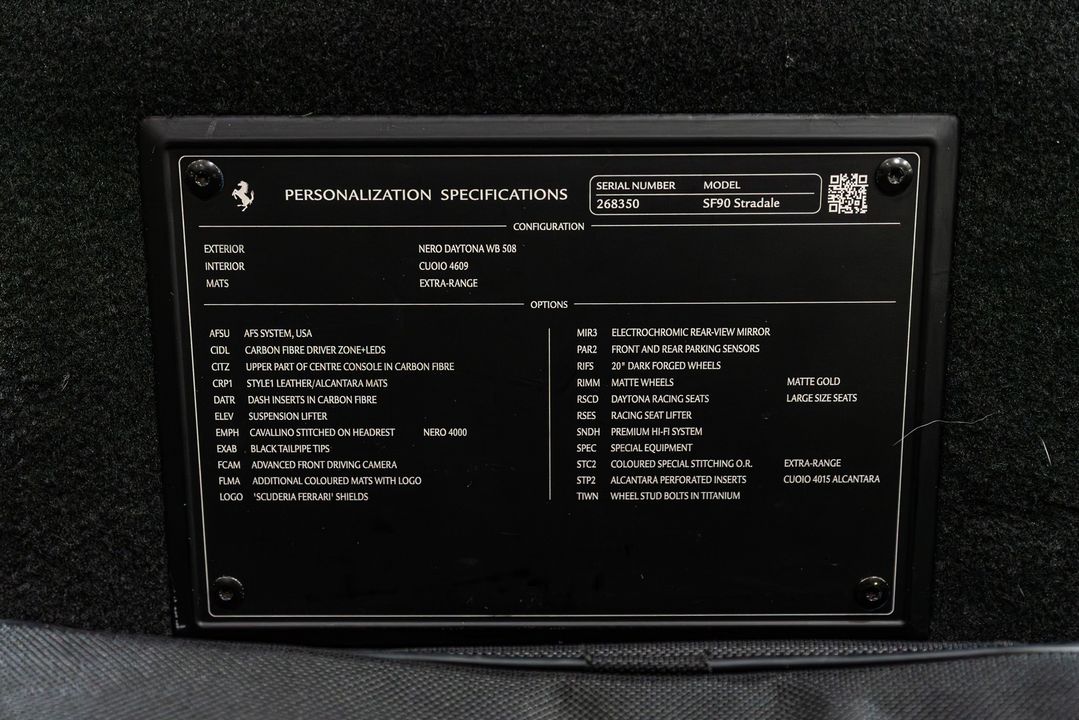 PERSONALIZATION SPECIFICATIONS
SERIAL NUMBER MODEL
268350 SF90 Stradale
CONFIGURATION
EXTERIOR NERO DAYTONA WB 508
INTERIOR CUOIO 4609
MATS EXTRA-RANGE
OPTIONS
AFSU AFS SYSTEM, USA
CIDL CARBON FIBRE DRIVER ZONE+LEDS
CITZ UPPER PART OF CENTRE CONSOLE IN CARBON FIBRE
CRP1 STYLE1 LEATHER/ALCANTARA MATS
DATR DASH INSERTS IN CARBON FIBRE
ELEV SUSPENSION LIFTER
EMPH CAVALLINO STITCHED ON HEADREST NERO 4000
EXAB BLACK TAILPIPE TIPS
FCAM ADVANCED FRONT DRIVING CAMERA
FLMA ADDITIONAL COLOURED MATS WITH LOGO
LOGO 'SCUDERIA FERRARI' SHIELDS
MIR3 ELECTROCHROMIC REAR-VIEW MIRROR
PAR2 FRONT AND REAR PARKING SENSORS
RIFS 20" DARK FORGED WHEELS
RIMM MATTE WHEELS MATTE GOLD
RSCD DAYTONA RACING SEATS LARGE SIZE SEATS
RSES RACING SEAT LIFTER
SNDH PREMIUM HI-FI SYSTEM
SPEC SPECIAL EQUIPMENT
STC2 COLOURED SPECIAL STITCHING O.R. EXTRA-RANGE
STP2 ALCANTARA PERFORATED INSERTS CUOIO 4015 ALCANTARA
TIWN WHEEL STUD BOLTS IN TITANIUM